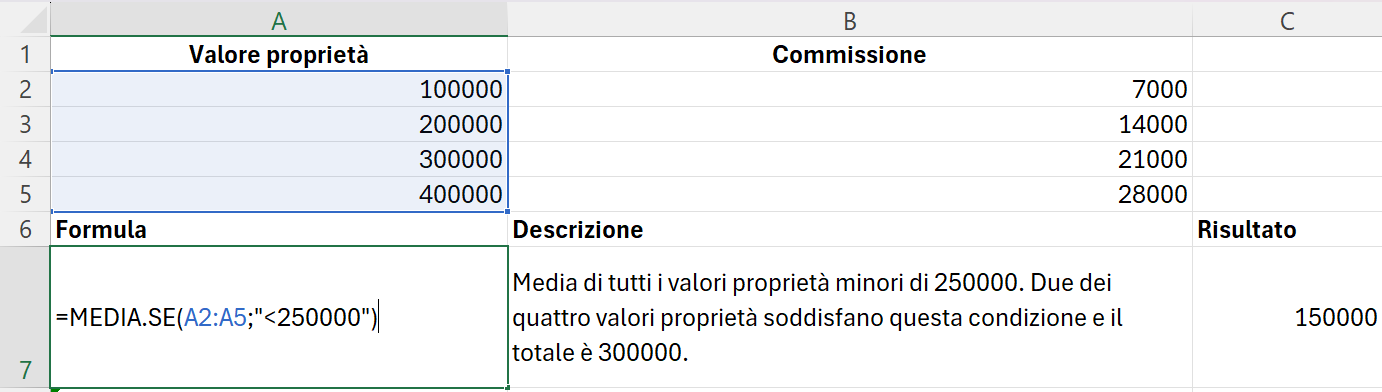 A B C
1 Valore proprietà Commissione
2 100000 7000
3 200000 14000
4 300000 21000
5 400000 28000
6 Formula Descrizione Risultato
7 =MEDIA.SE(A2:A5;"<250000") Media di tutti i valori proprietà minori di 250000. Due dei
quattro valori proprietà soddisfano questa condizione e il
totale è 300000. 150000